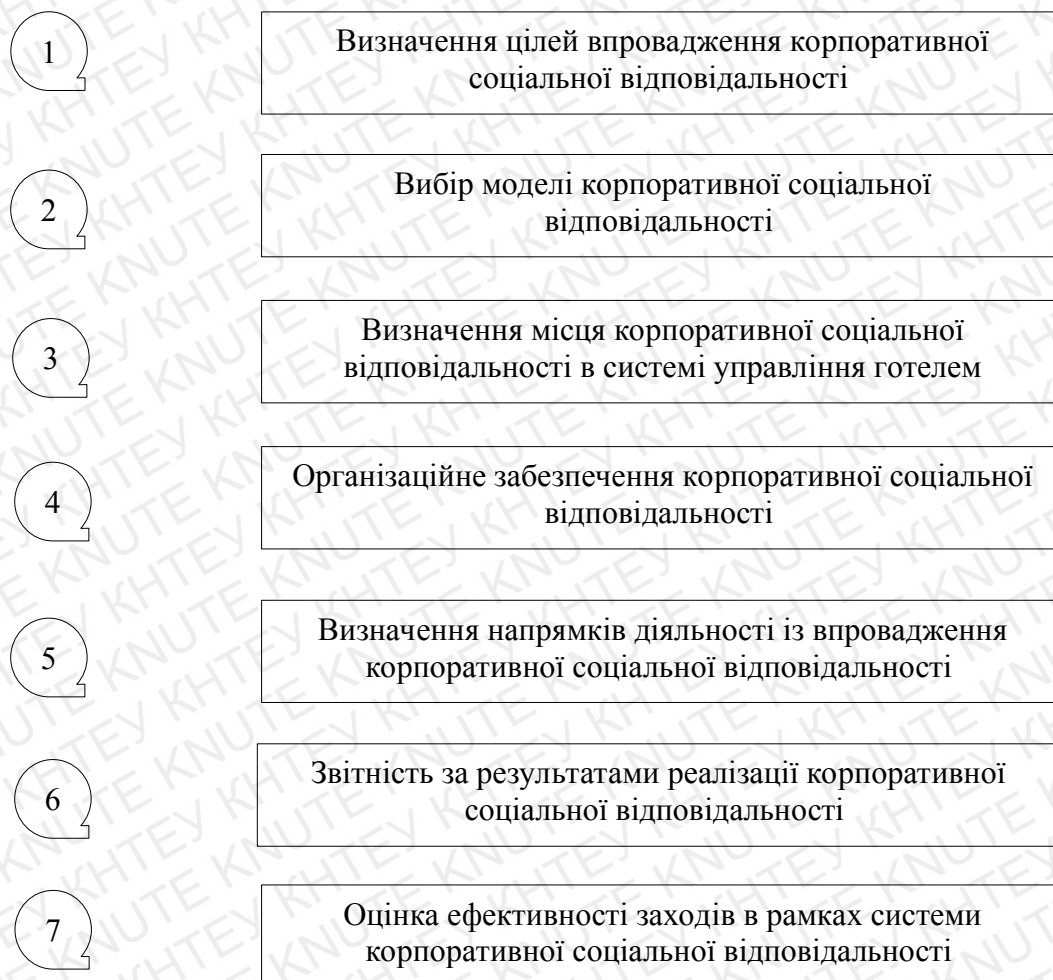 1
Визначення цілей впровадження корпоративної
соціальної відповідальності
2
Вибір моделі корпоративної соціальної
відповідальності
3
Визначення місця корпоративної соціальної
відповідальності в системі управління готелем
4
Організаційне забезпечення корпоративної соціальної
відповідальності
5
Визначення напрямків діяльності із впровадження
корпоративної соціальної відповідальності
6
Звітність за результатами реалізації корпоративної
соціальної відповідальності
7
Оцінка ефективності заходів в рамках системи
корпоративної соціальної відповідальності